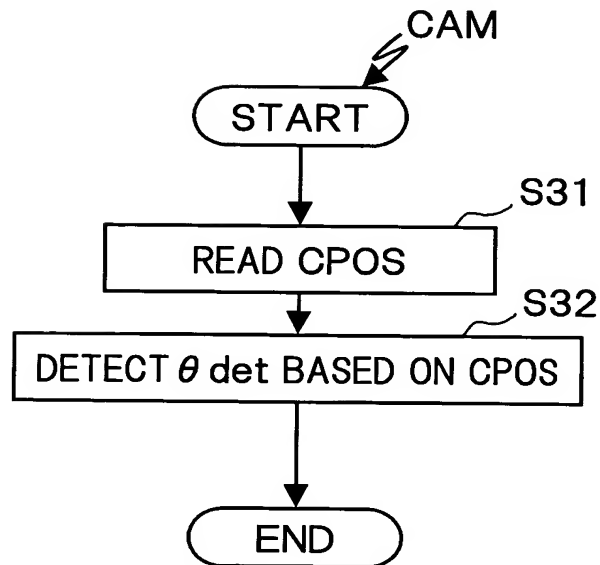 CAM
START
S31
READ CPOS
S32
DETECT θ det BASED ON CPOS
END